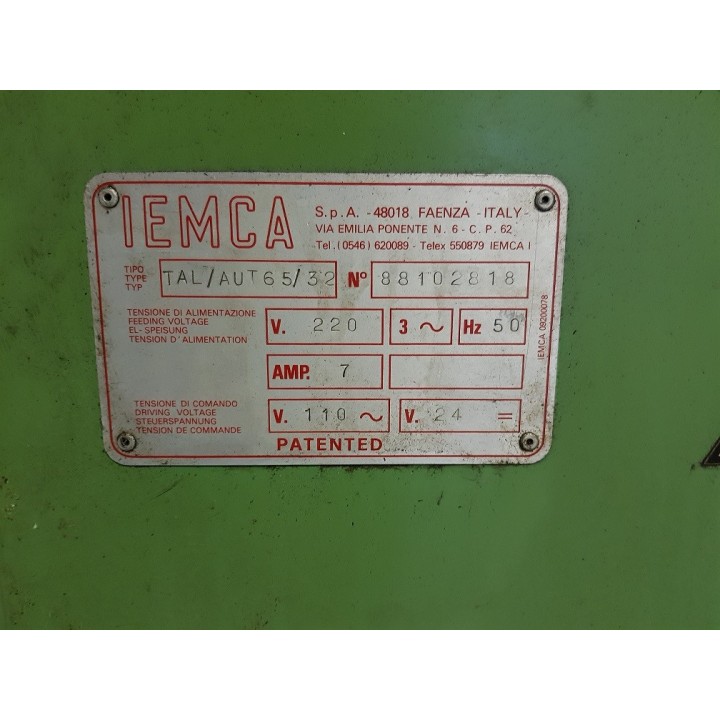 IEMCA
S.p.A. - 48018 FAENZA - ITALY -
VIA EMILIA PONENTE N. 6 - C. P. 62
Tel. (0546) 620089 - Telex 550879 IEMCA I
TIPO
TYPE
TYP
TAL/AUT65/32 N° 88102818
TENSIONE DI ALIMENTAZIONE
FEEDING VOLTAGE
EL- SPEISUNG
TENSION D' ALIMENTATION
V. 220 3 ~ Hz 50
AMP. 7
TENSIONE DI COMANDO
DRIVING VOLTAGE
STEUERSPANNUNG
TENSION DE COMMANDE
V. 110 ~ V. 24 =
PATENTED
IEMCA 09200078